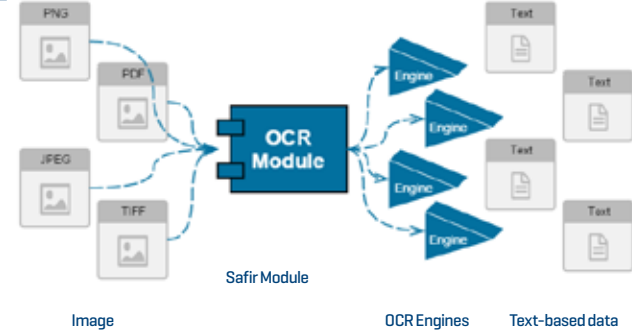 PNG
PDF
JPEG
TIFF
OCR
Module
Engine
Engine
Engine
Engine
Text
Text
Text
Text
Safir Module
Image
OCR Engines
Text-based data